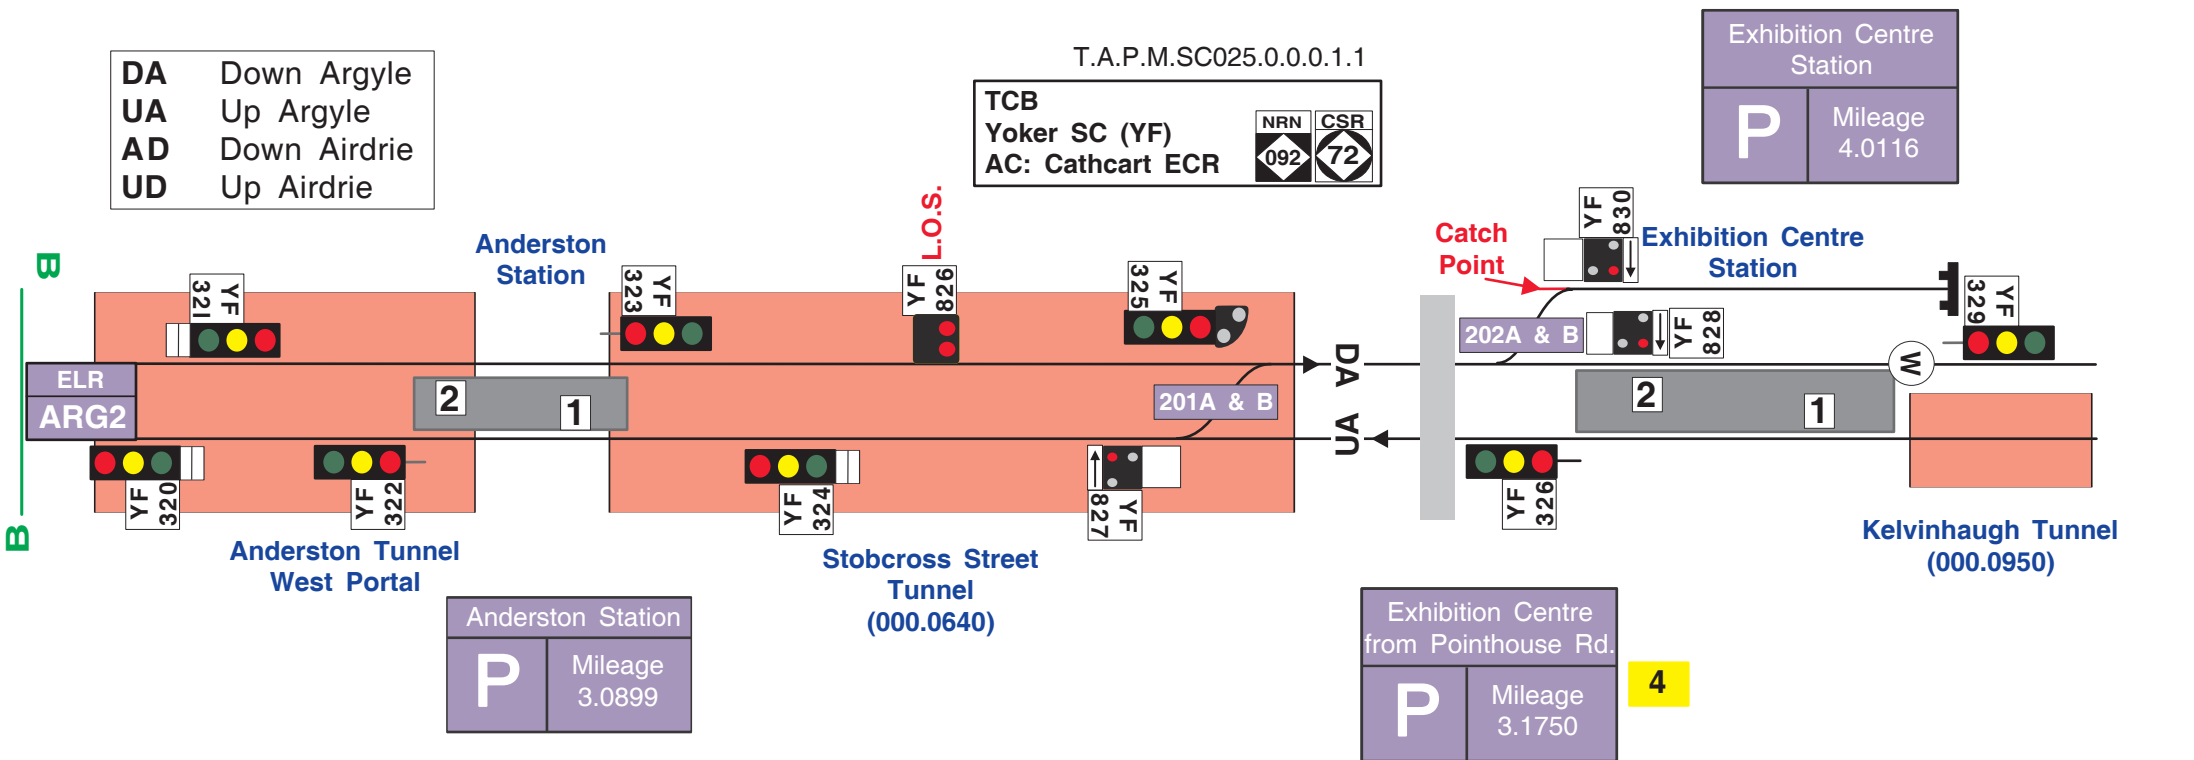 DA Down Argyle
UA Up Argyle
AD Down Airdrie
UD Up Airdrie
T.A.P.M.SC025.0.0.0.1.1
TCB
Yoker SC (YF)
AC: Cathcart ECR
NRN
092
CSR
72
Exhibition Centre
Station
P
Mileage
4.0116
B
B
ELR
ARG2
YF
321
Anderston
Station
YF
323
L.O.S.
YF
826
YF
325
Catch
Point
YF
830
Exhibition Centre
Station
202A & B
YF
828
YF
329
W
2
1
201A & B
DA
UA
2
1
YF
320
YF
322
YF
324
YF
827
YF
326
Anderston Tunnel
West Portal
Stobcross Street
Tunnel
(000.0640)
Kelvinhaugh Tunnel
(000.0950)
Anderston Station
P
Mileage
3.0899
Exhibition Centre
from Pointhouse Rd.
P
Mileage
3.1750
4